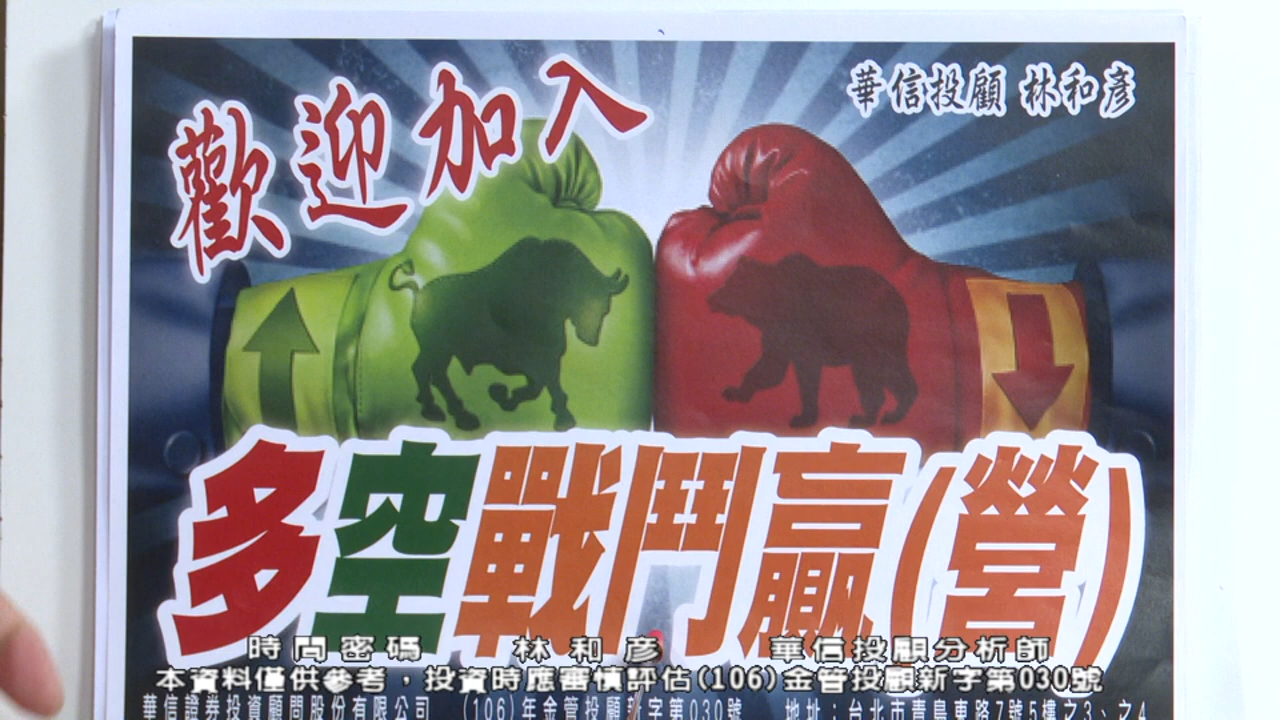 華信投顧 林和彥
歡迎加入
多空戰鬥贏(營)
時間密碼 林和彥 華信投顧分析師
本資料僅供參考，投資時應審慎評估(106)金管投顧新字第030號
華信證券投資顧問股份有限公司 (106)年金管投顧新字第030號 地址：台北市青島東路7號5樓之3、之4